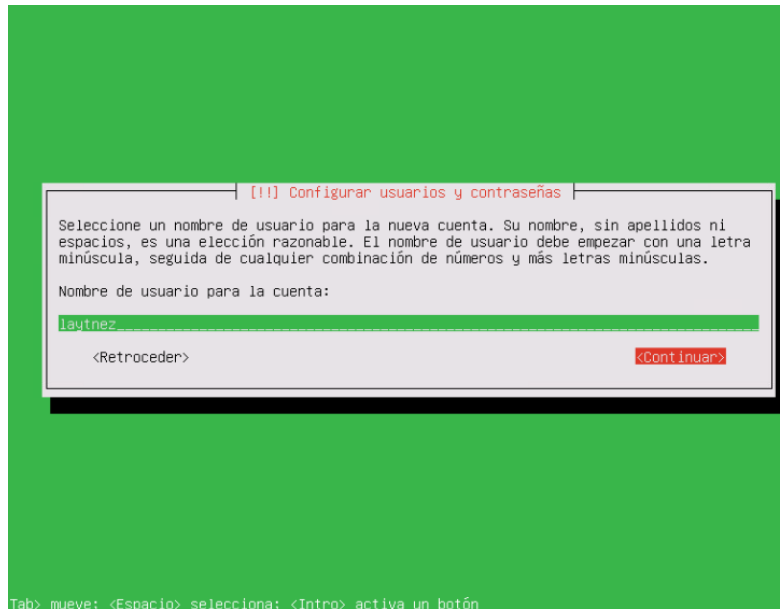 [!!] Configurar usuarios y contraseñas
Seleccione un nombre de usuario para la nueva cuenta. Su nombre, sin apellidos ni
espacios, es una elección razonable. El nombre de usuario debe empezar con una letra
minúscula, seguida de cualquier combinación de números y más letras minúsculas.
Nombre de usuario para la cuenta:
laytnez
<Retroceder> <Continuar>
Tab> mueve; <Espacio> selecciona; <Intro> activa un botón